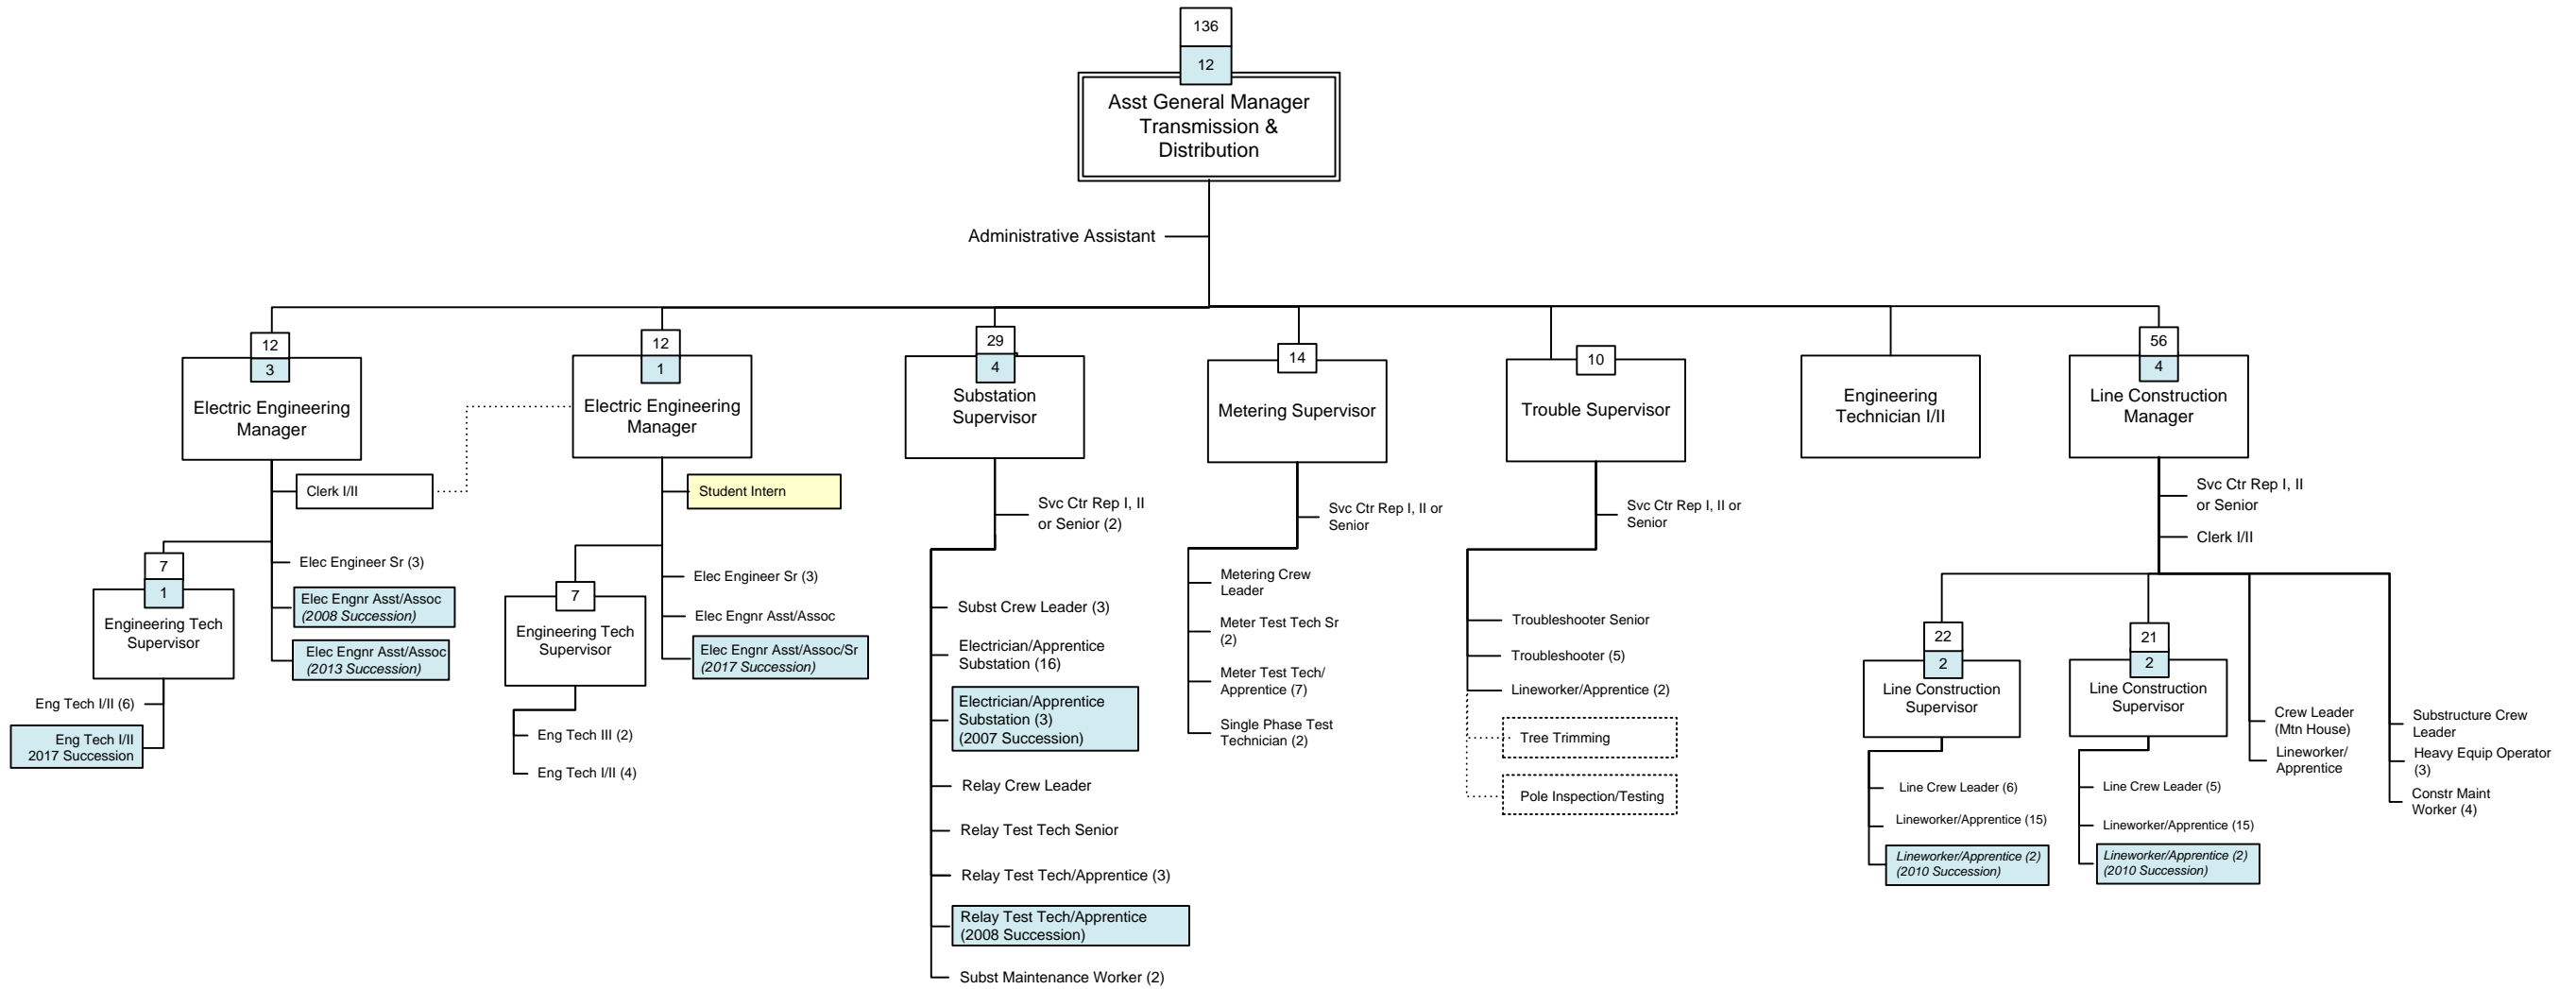 136
12
Asst General Manager
Transmission &
Distribution
Administrative Assistant
12
3
Electric Engineering
Manager
Clerk I/II
7
1
Engineering Tech
Supervisor
Eng Tech I/II (6)
Eng Tech I/II
2017 Succession
Elec Engineer Sr (3)
Elec Engnr Asst/Assoc
(2008 Succession)
Elec Engnr Asst/Assoc
(2013 Succession)
12
1
Electric Engineering
Manager
Student Intern
7
Engineering Tech
Supervisor
Eng Tech III (2)
Eng Tech I/II (4)
Elec Engineer Sr (3)
Elec Engnr Asst/Assoc
Elec Engnr Asst/Assoc/Sr
(2017 Succession)
29
4
Substation
Supervisor
Svc Ctr Rep I, II
or Senior (2)
Subst Crew Leader (3)
Electrician/Apprentice
Substation (16)
Electrician/Apprentice
Substation (3)
(2007 Succession)
Relay Crew Leader
Relay Test Tech Senior
Relay Test Tech/Apprentice (3)
Relay Test Tech/Apprentice
(2008 Succession)
Subst Maintenance Worker (2)
14
Metering Supervisor
Svc Ctr Rep I, II or
Senior
Metering Crew
Leader
Meter Test Tech Sr
(2)
Meter Test Tech/
Apprentice (7)
Single Phase Test
Technician (2)
10
Trouble Supervisor
Svc Ctr Rep I, II or
Senior
Troubleshooter Senior
Troubleshooter (5)
Lineworker/Apprentice (2)
Tree Trimming
Pole Inspection/Testing
Engineering
Technician I/II
56
4
Line Construction
Manager
Svc Ctr Rep I, II
or Senior
Clerk I/II
22
2
Line Construction
Supervisor
Line Crew Leader (6)
Lineworker/Apprentice (15)
Lineworker/Apprentice (2)
(2010 Succession)
21
2
Line Construction
Supervisor
Line Crew Leader (5)
Lineworker/Apprentice (15)
Lineworker/Apprentice (2)
(2010 Succession)
Crew Leader
(Mtn House)
Lineworker/
Apprentice
Substructure Crew
Leader
Heavy Equip Operator
(3)
Constr Maint
Worker (4)